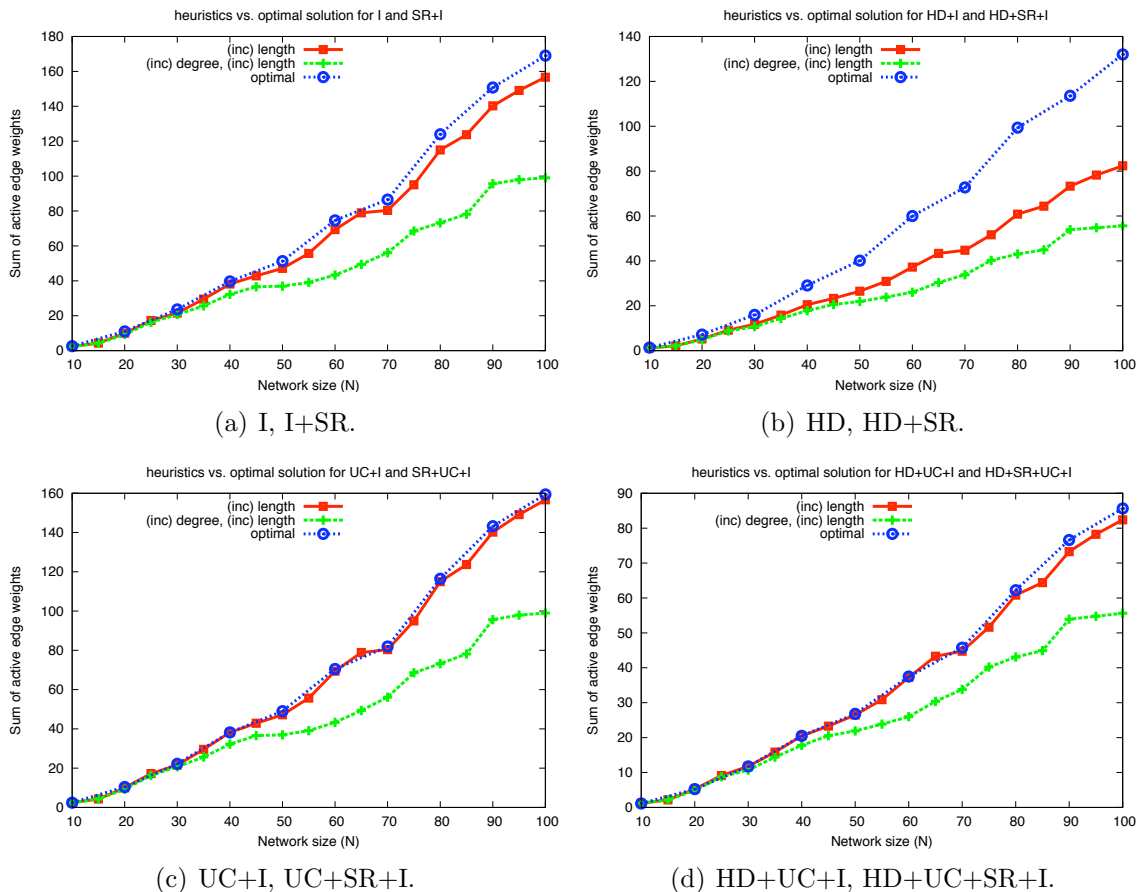 heuristics vs. optimal solution for I and SR+I
180
160
140
120
100
80
60
40
20
0
Sum of active edge weights
(inc) length
(inc) degree, (inc) length
optimal
10 20 30 40 50 60 70 80 90 100
Network size (N)
(a) I, I+SR.
heuristics vs. optimal solution for HD+I and HD+SR+I
140
120
100
80
60
40
20
0
Sum of active edge weights
(inc) length
(inc) degree, (inc) length
optimal
10 20 30 40 50 60 70 80 90 100
Network size (N)
(b) HD, HD+SR.
heuristics vs. optimal solution for UC+I and SR+UC+I
160
140
120
100
80
60
40
20
0
Sum of active edge weights
(inc) length
(inc) degree, (inc) length
optimal
10 20 30 40 50 60 70 80 90 100
Network size (N)
(c) UC+I, UC+SR+I.
heuristics vs. optimal solution for HD+UC+I and HD+SR+UC+I
90
80
70
60
50
40
30
20
10
0
Sum of active edge weights
(inc) length
(inc) degree, (inc) length
optimal
10 20 30 40 50 60 70 80 90 100
Network size (N)
(d) HD+UC+I, HD+UC+SR+I.